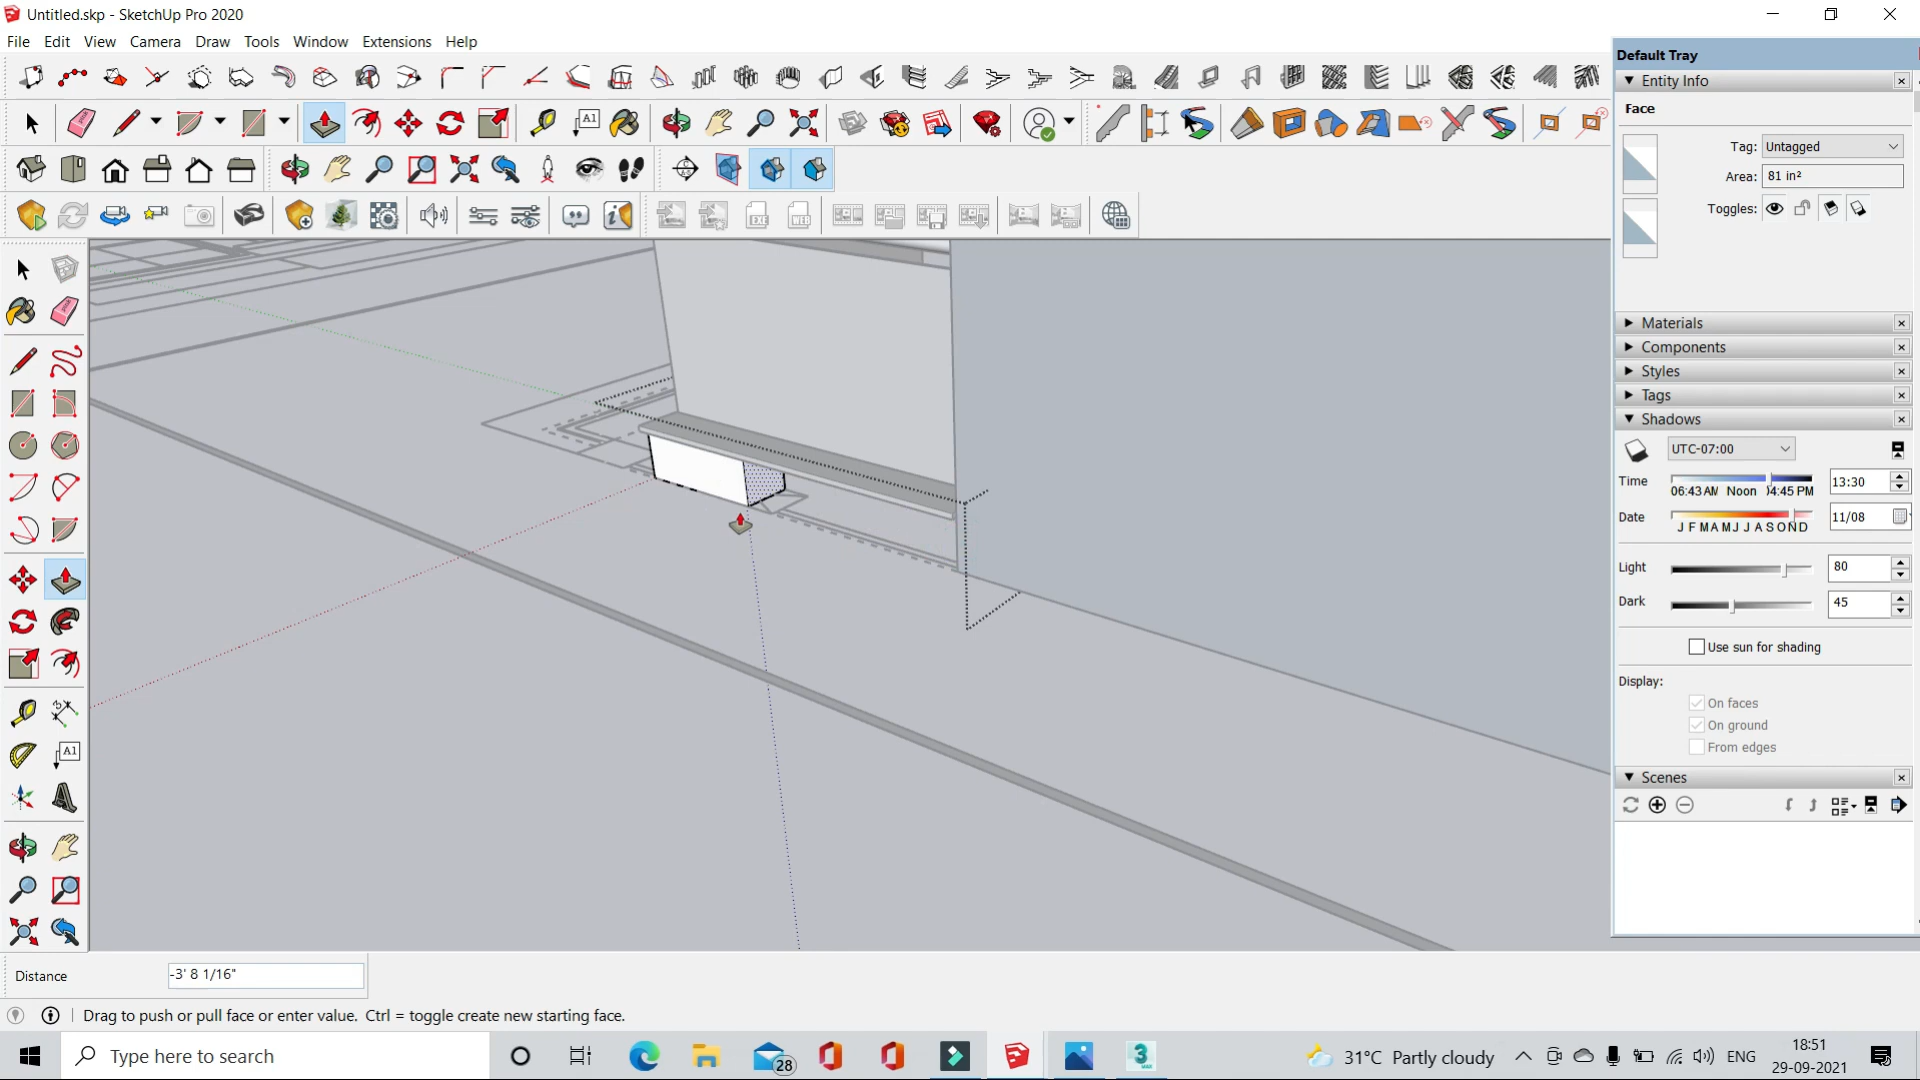 Untitled.skp - SketchUp Pro 2020
File Edit View Camera Draw Tools Window Extensions Help
Default Tray
Entity Info
Face
Tag: Untagged
Area: 81 in²
Toggles:
Materials
Components
Styles
Tags
Shadows
UTC-07:00
Time 06:43 AM Noon 04:45 PM 13:30
Date J F M A M J J A S O N D 11/08
Light 80
Dark 45
Use sun for shading
Display:
On faces
On ground
From edges
Scenes
Distance -3' 8 1/16"
Drag to push or pull face or enter value. Ctrl = toggle create new starting face.
Type here to search
28
31°C Partly cloudy
ENG
18:51
29-09-2021